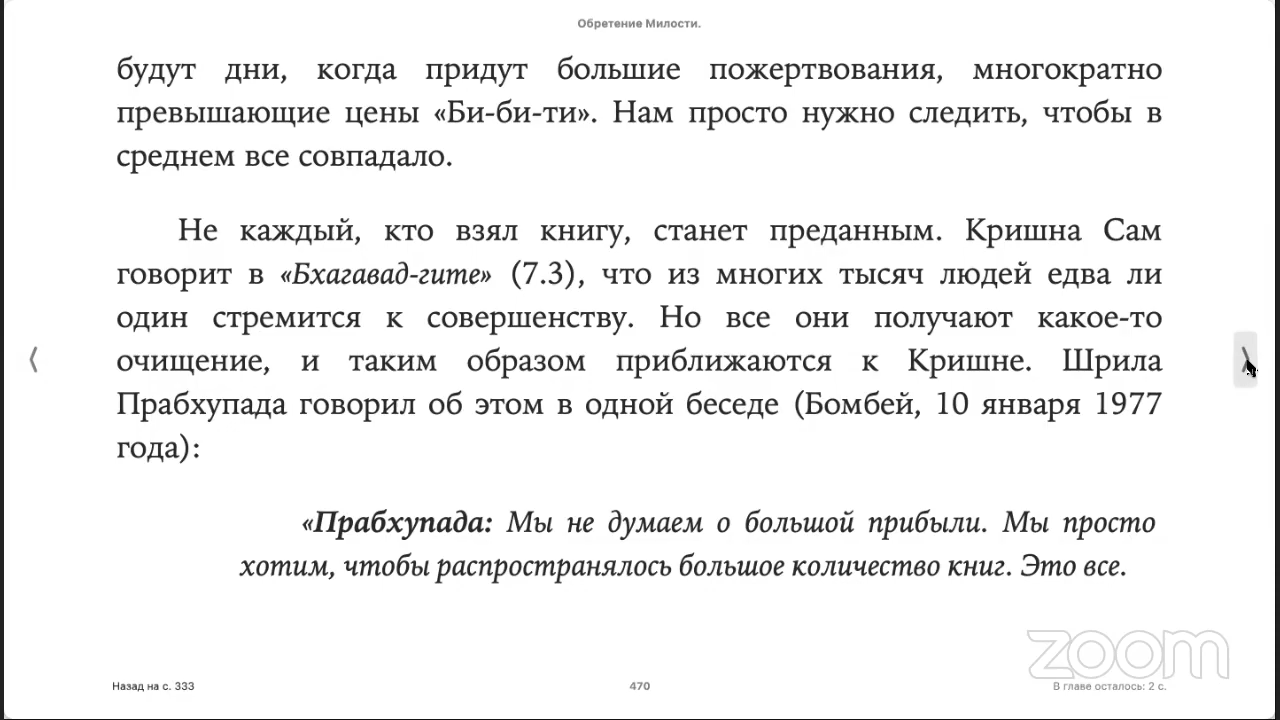 Обретение Милости.
будут дни, когда придут большие пожертвования, многократно
превышающие цены «Би-би-ти». Нам просто нужно следить, чтобы в
среднем все совпадало.
Не каждый, кто взял книгу, станет преданным. Кришна Сам
говорит в «Бхагавад-гите» (7.3), что из многих тысяч людей едва ли
один стремится к совершенству. Но все они получают какое-то
очищение, и таким образом приближаются к Кришне. Шрила
Прабхупада говорил об этом в одной беседе (Бомбей, 10 января 1977
года):
«Прабхупада: Мы не думаем о большой прибыли. Мы просто
хотим, чтобы распространялось большое количество книг. Это все.
zoom
Назад на с. 333
470
В главе осталось: 2 с.